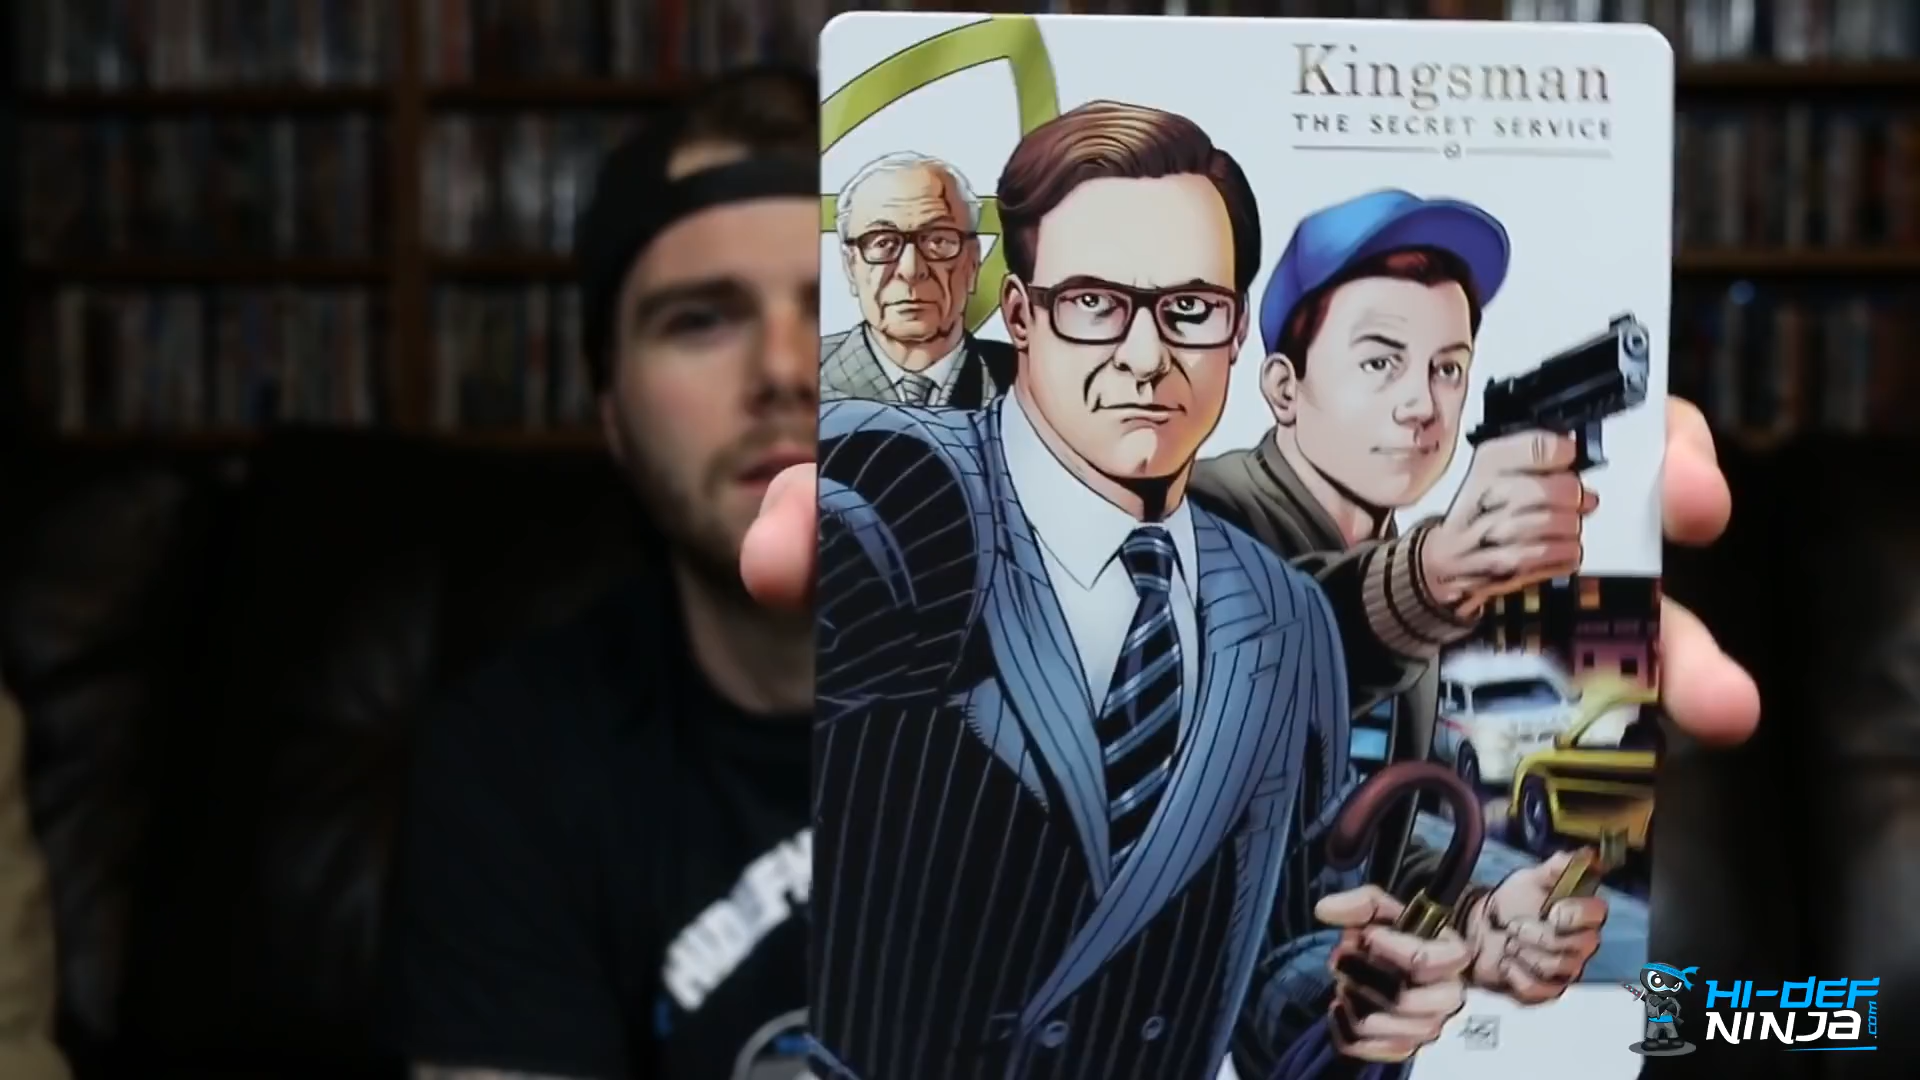 Kingsman
THE SECRET SERVICE
HI-DEF
NINJA
.COM